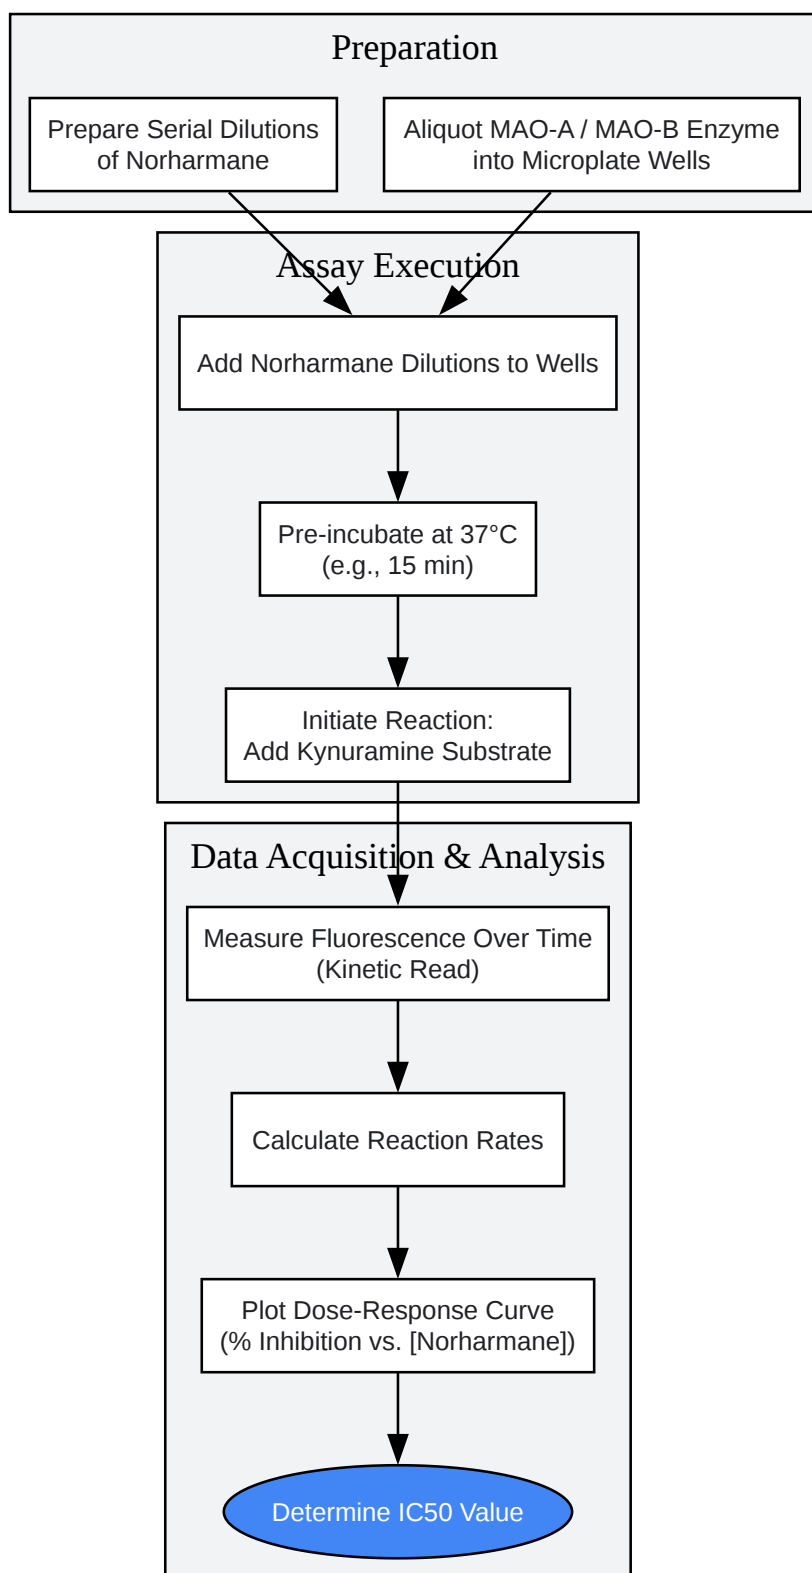 Preparation
Prepare Serial Dilutions
of Norharmane
Aliquot MAO-A / MAO-B Enzyme
into Microplate Wells
Assay Execution
Add Norharmane Dilutions to Wells
Pre-incubate at 37°C
(e.g., 15 min)
Initiate Reaction:
Add Kynuramine Substrate
Data Acquisition & Analysis
Measure Fluorescence Over Time
(Kinetic Read)
Calculate Reaction Rates
Plot Dose-Response Curve
(% Inhibition vs. [Norharmane])
Determine IC50 Value